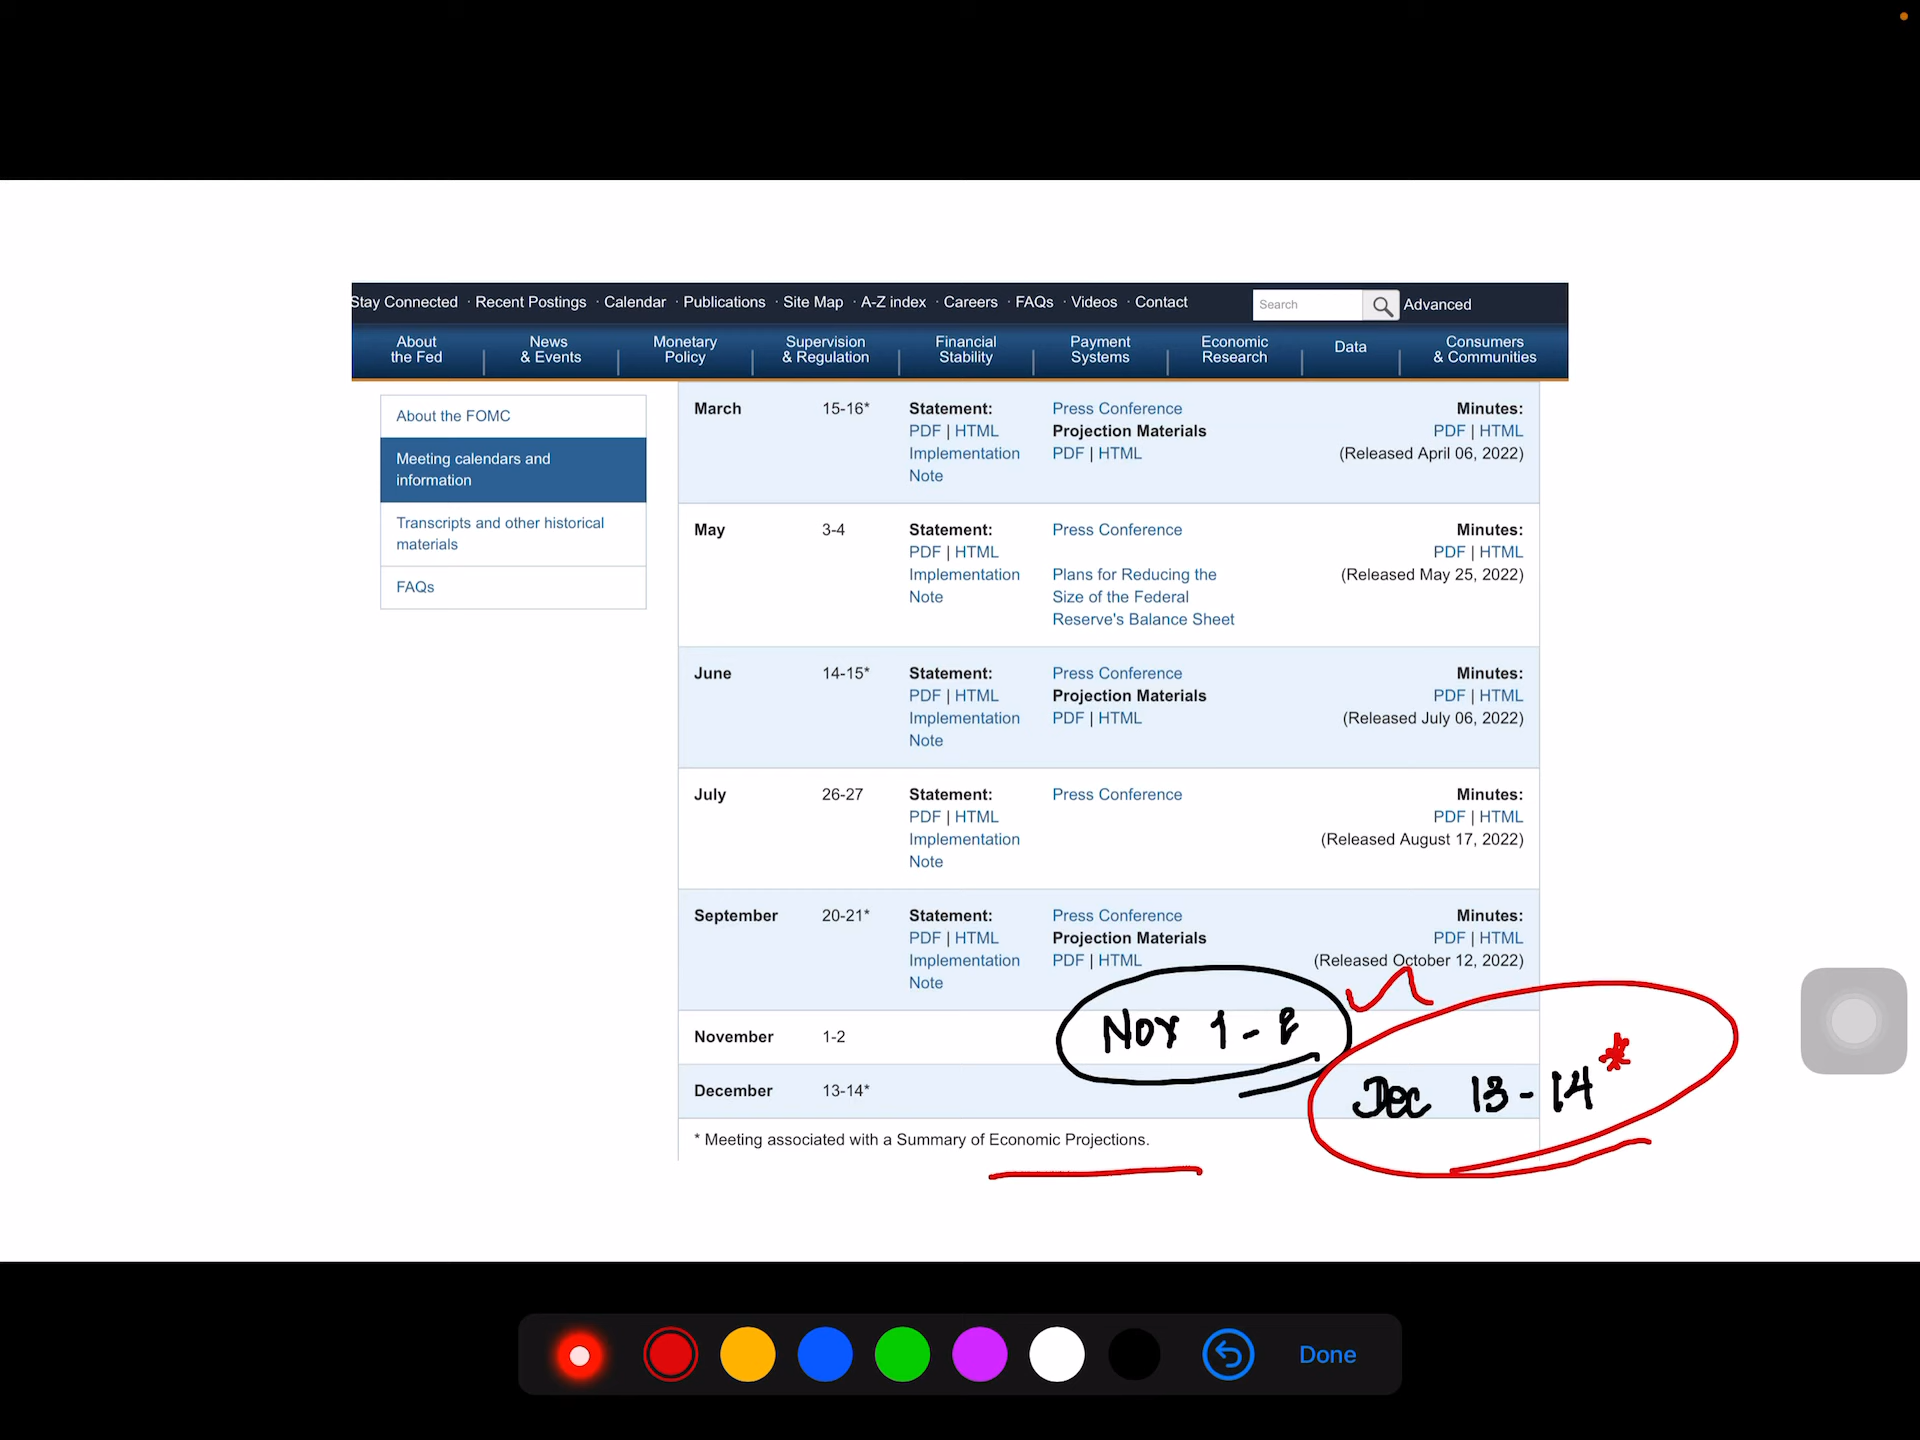 Stay Connected · Recent Postings · Calendar · Publications · Site Map · A-Z index · Careers · FAQs · Videos · Contact
Search
Advanced
About the Fed
News & Events
Monetary Policy
Supervision & Regulation
Financial Stability
Payment Systems
Economic Research
Data
Consumers & Communities
About the FOMC
Meeting calendars and
information
Transcripts and other historical
materials
FAQs
March 15-16* Statement: Press Conference Minutes:
PDF | HTML Projection Materials PDF | HTML
Implementation PDF | HTML (Released April 06, 2022)
Note
May 3-4 Statement: Press Conference Minutes:
PDF | HTML PDF | HTML
Implementation Plans for Reducing the (Released May 25, 2022)
Note Size of the Federal
Reserve's Balance Sheet
June 14-15* Statement: Press Conference Minutes:
PDF | HTML Projection Materials PDF | HTML
Implementation PDF | HTML (Released July 06, 2022)
Note
July 26-27 Statement: Press Conference Minutes:
PDF | HTML PDF | HTML
Implementation (Released August 17, 2022)
Note
September 20-21* Statement: Press Conference Minutes:
PDF | HTML Projection Materials PDF | HTML
Implementation PDF | HTML (Released October 12, 2022)
Note
November 1-2
Nov 1 - 2
December 13-14*
Dec 13 - 14*
* Meeting associated with a Summary of Economic Projections.
Done